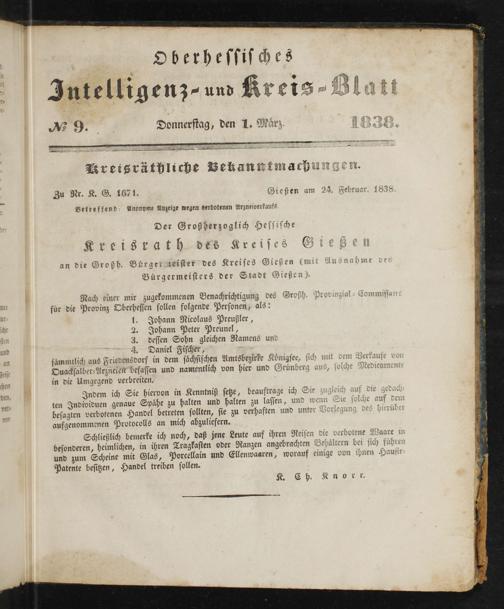 Oberhessisches
Intelligenz- und Kreis-Blatt
№ 9. Donnerstag, den 1. März. 1838.
Kreisräthliche Bekanntmachungen.
Zu Nr. K. G. 1671. Gießen am 24. Februar. 1838.
Betreffend: Anonyme Anzeige wegen verbotenen Arzneiverkaufs
Der Großherzoglich Hessische
Kreisrath des Kreises Gießen
an die Großh. Bürgermeister des Kreises Gießen (mit Ausnahme des
Bürgermeisters der Stadt Gießen).
Nach einer mir zugekommenen Benachrichtigung des Großh. Provinzial-Commissärs
für die Provinz Oberhessen sollen folgende Personen, als:
1. Johann Nicolaus Preußler,
2. Johann Peter Preunel,
3. dessen Sohn gleichen Namens und
4. Daniel Fischer,
sämmtlich aus Friedensdorf in dem sächsischen Amtsbezirke Königsee, sich mit dem Verkaufe von
Quacksalber-Arzneien befassen und namentlich von hier und Grünberg aus, solche Medicamente
in die Umgegend verbreiten.
Indem ich Sie hiervon in Kenntniß setze, beauftrage ich Sie zugleich auf die gedach-
ten Individuen genaue Spähe zu halten und halten zu lassen, und wenn Sie solche auf dem
besagten verbotenen Handel betreten sollten, sie zu verhaften und unter Vorlegung des hierüber
aufgenommenen Protocolls an mich abzuliefern.
Schließlich bemerke ich noch, daß jene Leute auf ihren Reisen die verbotene Waare in
besonderen, heimlichen, in ihren Tragkasten oder Ranzen angebrachten Behältern bei sich führen
und zum Scheine mit Glas, Porcellain und Ellenwaaren, worauf einige von ihnen Hausir-
Patente besitzen, Handel treiben sollen.
K. Ch. Knorr.